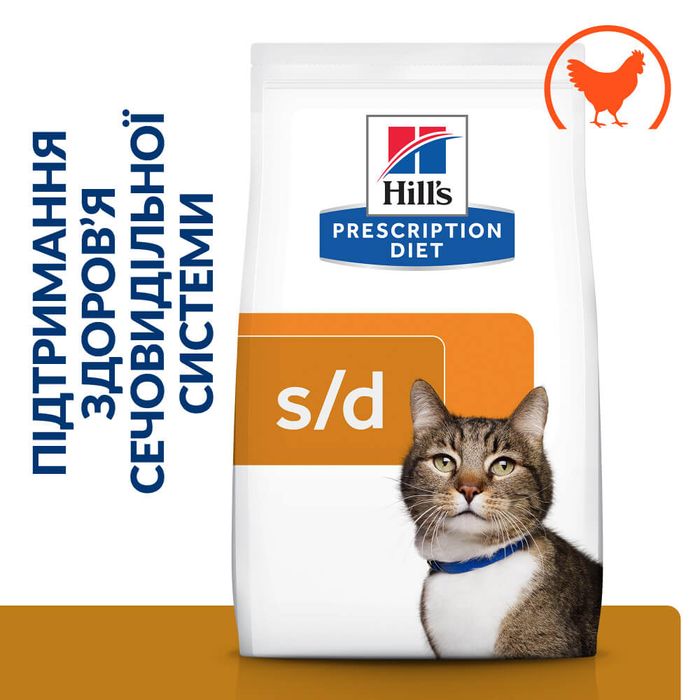 ПІДТРИМАННЯ
ЗДОРОВ'Я
СЕЧОВИДІЛЬНОЇ
СИСТЕМИ
Hill's
PRESCRIPTION
DIET
s/d